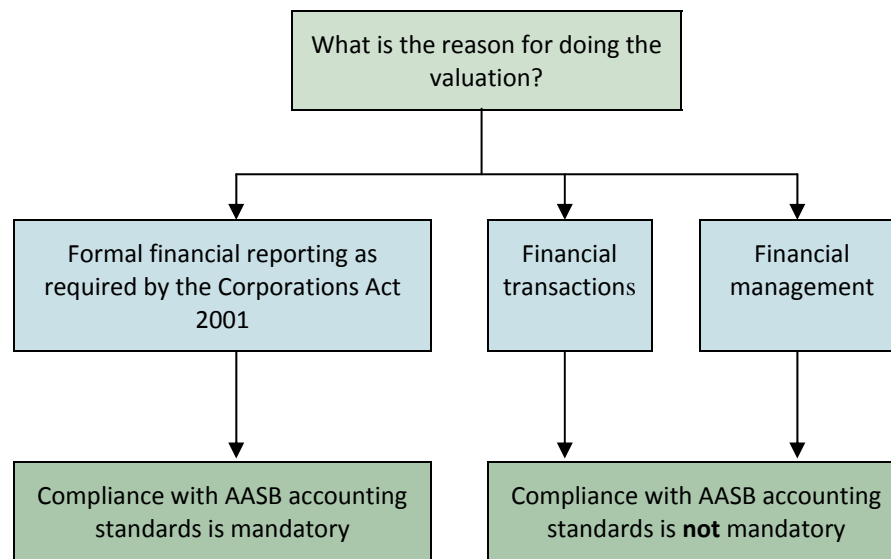 What is the reason for doing the
valuation?
Formal financial reporting as
required by the Corporations Act
2001
Financial
transactions
Financial
management
Compliance with AASB accounting
standards is mandatory
Compliance with AASB accounting
standards is not mandatory